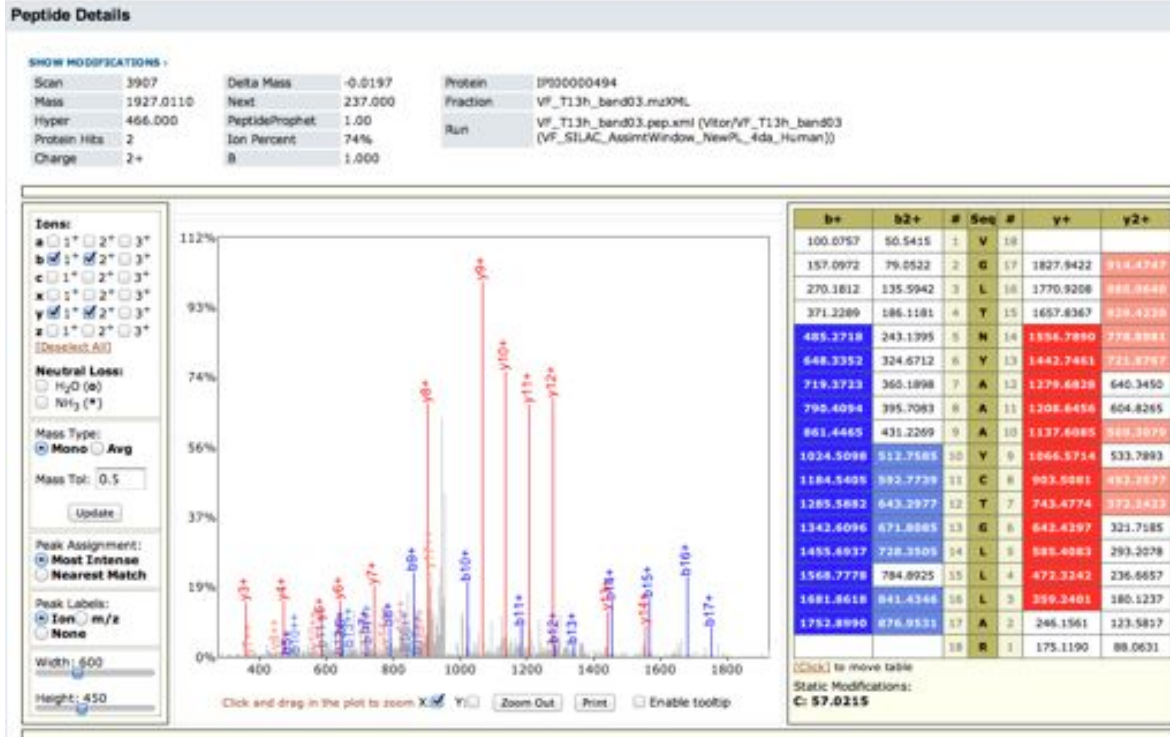 Peptide Details
SHOW MODIFICATIONS ›
Scan 3907 Delta Mass -0.0197 Protein IPI00000494
Mass 1927.0110 Next 237.000 Fraction VF_T13h_band03.mzXML
Hyper 466.000 PeptideProphet 1.00 Run VF_T13h_band03.pep.xml (Vitor/VF_T13h_band03
Protein Hits 2 Ion Percent 74% (VF_SILAC_AssimtWindow_NewPL_4da_Human))
Charge 2+ B 1.000
Ions:
a 1+ 2+ 3+
b 1+ 2+ 3+
c 1+ 2+ 3+
x 1+ 2+ 3+
y 1+ 2+ 3+
z 1+ 2+ 3+
[Deselect All]
Neutral Loss:
H2O (o)
NH3 (*)
Mass Type:
Mono Avg
Mass Tol: 0.5
Update
Peak Assignment:
Most Intense
Nearest Match
Peak Labels:
Ion m/z
None
Width: 600
Height: 450
112%
93%
74%
56%
37%
19%
0%
y3+ y4+ y6+ y7+ y8+ b9+ b10+ y9+ y10+ b11+ y11+ y12+ b12+ b13+ b15+ b16+ b17+
400 600 800 1000 1200 1400 1600 1800
Click and drag in the plot to zoom X: Y: Zoom Out Print Enable tooltip
b+ b2+ # Seq # y+ y2+
100.0757 50.5415 1 V 18
157.0972 79.0522 2 G 17 1827.9422 914.4747
270.1812 135.5942 3 L 16 1770.9208
371.2289 186.1181 4 T 15 1657.8367
485.2718 243.1395 5 N 14 1556.7890 778.8981
648.3352 324.6712 6 Y 13 1442.7461 721.8767
719.3723 360.1898 7 A 12 1279.6828 640.3450
790.4094 395.7083 8 A 11 1208.6456 604.8265
861.4465 431.2269 9 A 10 1137.6085 569.3079
1024.5098 512.7585 10 Y 9 1066.5714 533.7893
1184.5405 592.7739 11 C 8 903.5081 452.2577
1285.5882 643.2977 12 T 7 743.4774 372.2423
1342.6096 671.8085 13 G 6 642.4297 321.7185
1455.6937 728.3505 14 L 5 585.4083 293.2078
1568.7778 784.8925 15 L 4 472.3242 236.6657
1681.8618 841.4346 16 L 3 359.2401 180.1237
1752.8990 876.9531 17 A 2 246.1561 123.5817
18 R 1 175.1190 88.0631
[Click] to move table
Static Modifications:
C: 57.0215